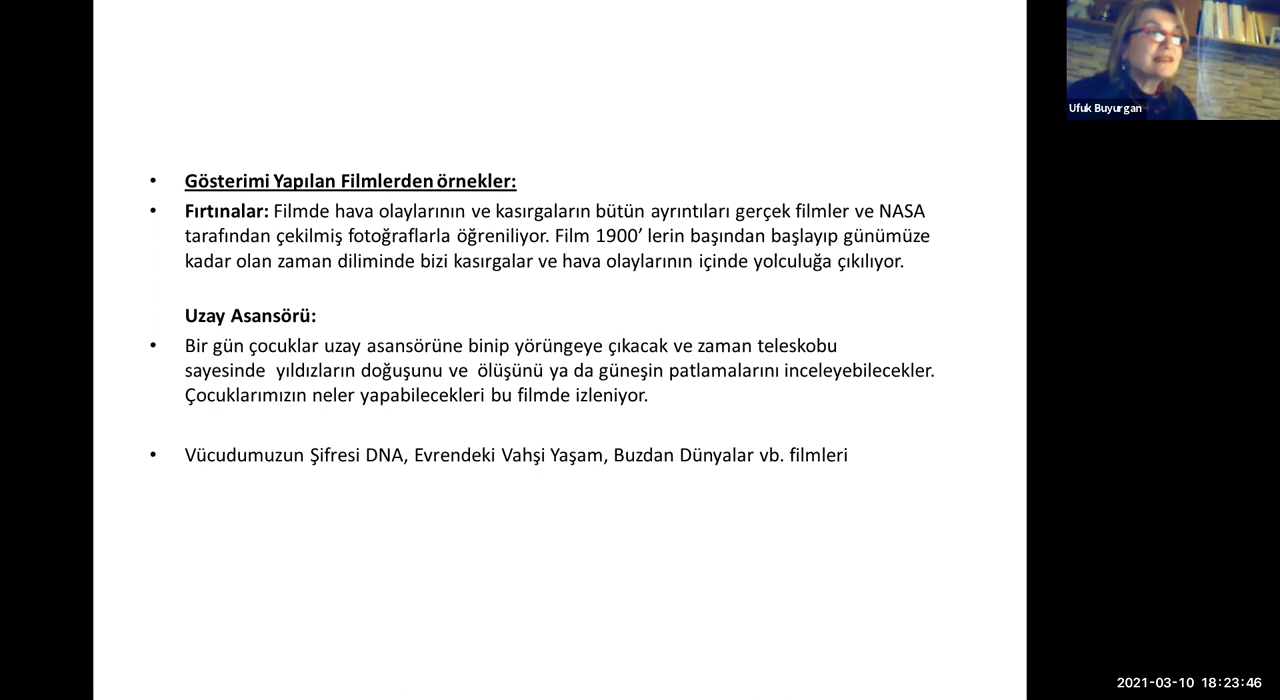 Ufuk Buyurgan
• Gösterimi Yapılan Filmlerden örnekler:
• Fırtınalar: Filmde hava olaylarının ve kasırgaların bütün ayrıntıları gerçek filmler ve NASA
tarafından çekilmiş fotoğraflarla öğreniliyor. Film 1900’ lerin başından başlayıp günümüze
kadar olan zaman diliminde bizi kasırgalar ve hava olaylarının içinde yolculuğa çıkılıyor.
Uzay Asansörü:
• Bir gün çocuklar uzay asansörüne binip yörüngeye çıkacak ve zaman teleskobu
sayesinde yıldızların doğuşunu ve ölüşünü ya da güneşin patlamalarını inceleyebilecekler.
Çocuklarımızın neler yapabilecekleri bu filmde izleniyor.
• Vücudumuzun Şifresi DNA, Evrendeki Vahşi Yaşam, Buzdan Dünyalar vb. filmleri
2021-03-10 18:23:46